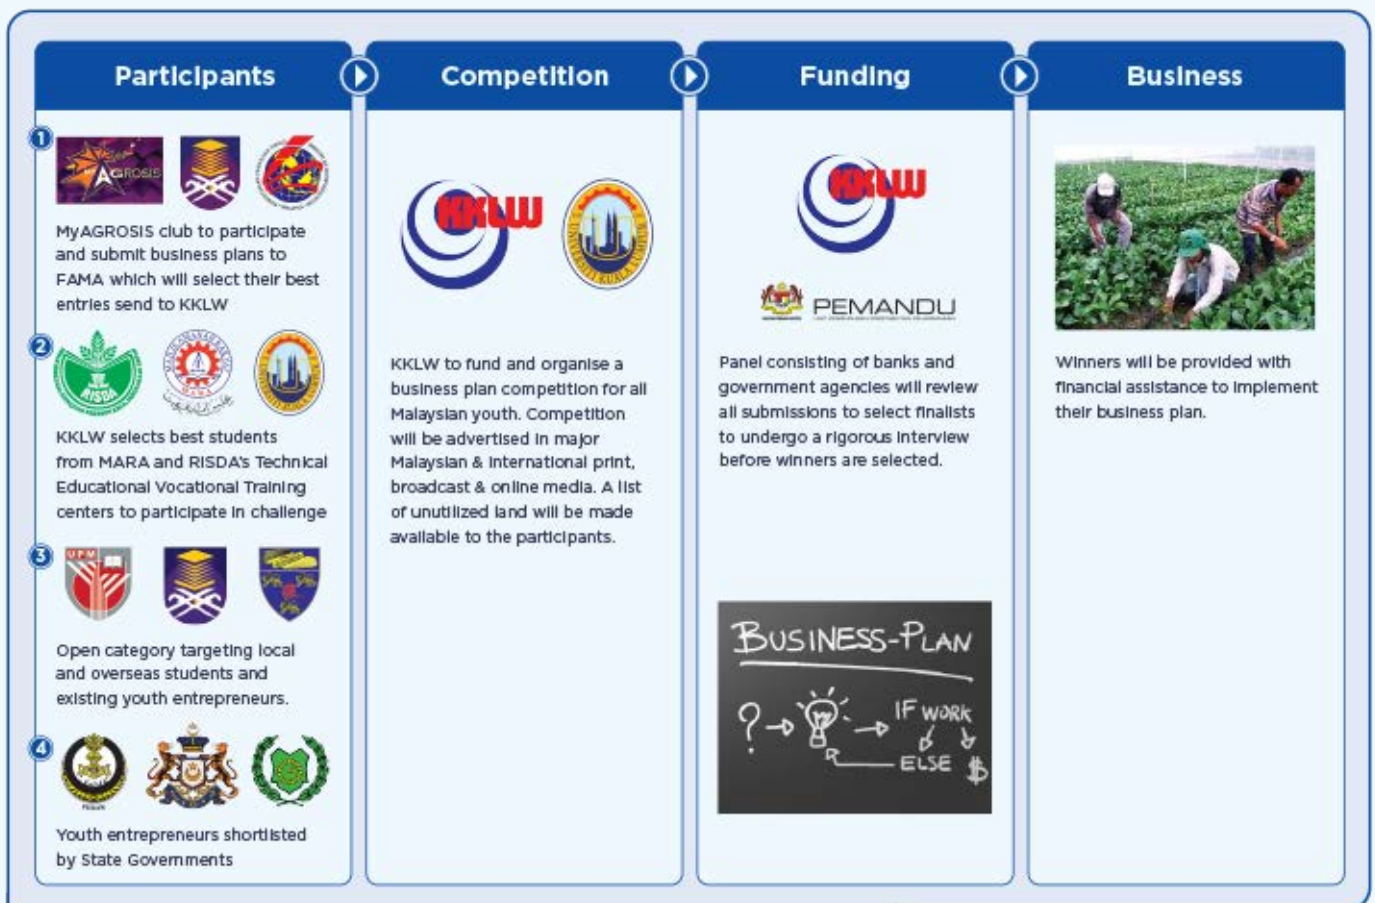 Participants
Competition
Funding
Business
1
AGROSIS
MyAGROSIS club to participate
and submit business plans to
FAMA which will select their best
entries send to KKLW
2
RISDA
MARA
KKLW selects best students
from MARA and RISDA's Technical
Educational Vocational Training
centers to participate in challenge
3
UPM
Open category targeting local
and overseas students and
existing youth entrepreneurs.
4
Youth entrepreneurs shortlisted
by State Governments
KKLW
UNIVERSITI KUALA LUMPUR
KKLW to fund and organise a
business plan competition for all
Malaysian youth. Competition
will be advertised in major
Malaysian & international print,
broadcast & online media. A list
of unutilized land will be made
available to the participants.
KKLW
PEMANDU
Panel consisting of banks and
government agencies will review
all submissions to select finalists
to undergo a rigorous interview
before winners are selected.
BUSINESS-PLAN
? IF WORK
ELSE $
Winners will be provided with
financial assistance to implement
their business plan.